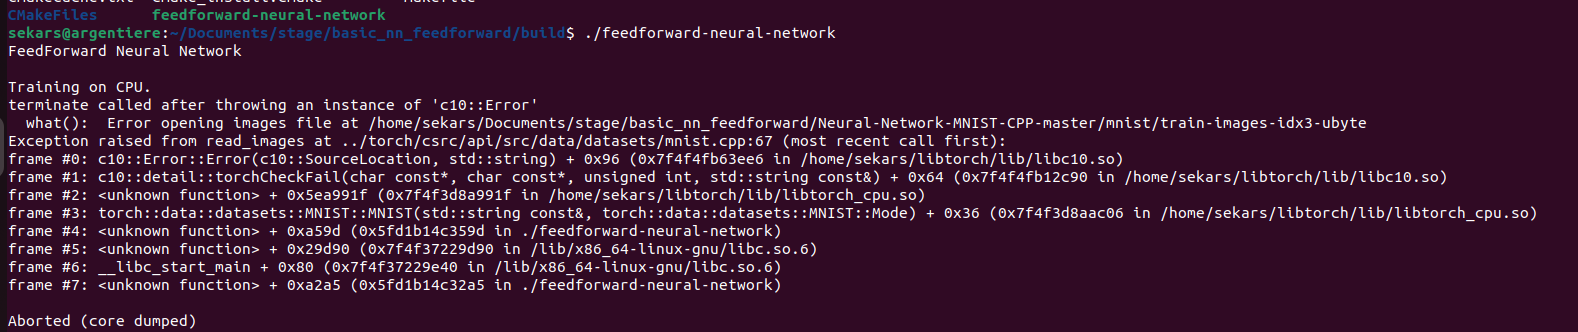 CMakeCache.txt  cmake_install.cmake         Makefile
CMakeFiles      feedforward-neural-network
sekars@argentiere:~/Documents/stage/basic_nn_feedforward/build$ ./feedforward-neural-network
FeedForward Neural Network

Training on CPU.
terminate called after throwing an instance of 'c10::Error'
  what():  Error opening images file at /home/sekars/Documents/stage/basic_nn_feedforward/Neural-Network-MNIST-CPP-master/mnist/train-images-idx3-ubyte
Exception raised from read_images at ../torch/csrc/api/src/data/datasets/mnist.cpp:67 (most recent call first):
frame #0: c10::Error::Error(c10::SourceLocation, std::string) + 0x96 (0x7f4f4fb63ee6 in /home/sekars/libtorch/lib/libc10.so)
frame #1: c10::detail::torchCheckFail(char const*, char const*, unsigned int, std::string const&) + 0x64 (0x7f4f4fb12c90 in /home/sekars/libtorch/lib/libc10.so)
frame #2: <unknown function> + 0x5ea991f (0x7f4f3d8a991f in /home/sekars/libtorch/lib/libtorch_cpu.so)
frame #3: torch::data::datasets::MNIST::MNIST(std::string const&, torch::data::datasets::MNIST::Mode) + 0x36 (0x7f4f3d8aac06 in /home/sekars/libtorch/lib/libtorch_cpu.so)
frame #4: <unknown function> + 0xa59d (0x5fd1b14c359d in ./feedforward-neural-network)
frame #5: <unknown function> + 0x29d90 (0x7f4f37229d90 in /lib/x86_64-linux-gnu/libc.so.6)
frame #6: __libc_start_main + 0x80 (0x7f4f37229e40 in /lib/x86_64-linux-gnu/libc.so.6)
frame #7: <unknown function> + 0xa2a5 (0x5fd1b14c32a5 in ./feedforward-neural-network)

Aborted (core dumped)